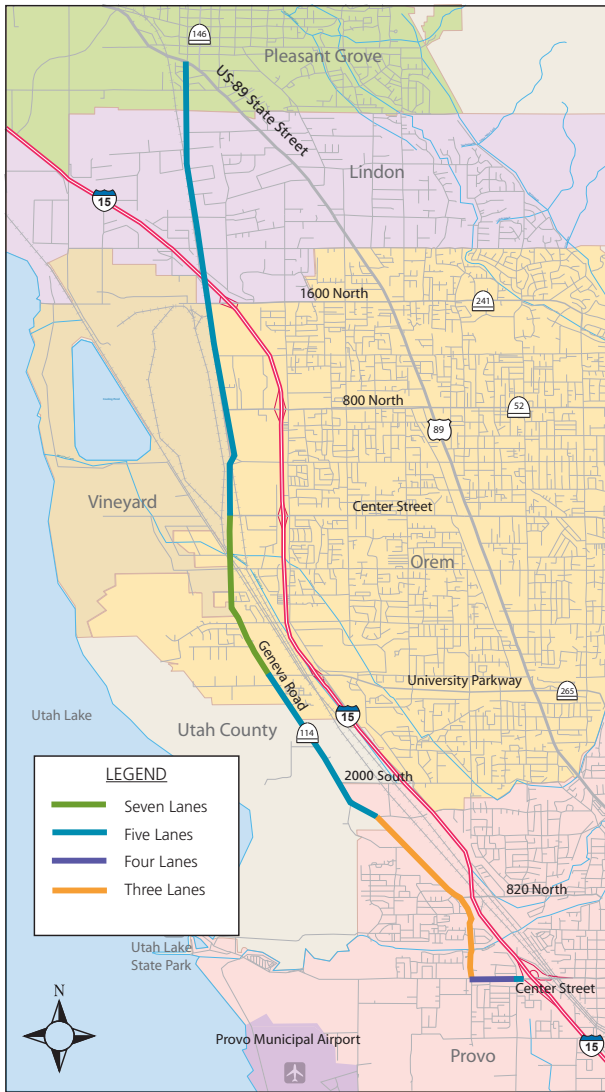 146
Pleasant Grove
US-89 State Street
Lindon
15
1600 North
241
800 North
52
89
Vineyard
Center Street
Orem
Geneva Road
University Parkway
265
Utah Lake
Utah County
114
15
2000 South
LEGEND
Seven Lanes
Five Lanes
Four Lanes
Three Lanes
820 North
Utah Lake
State Park
Center Street
N
Provo Municipal Airport
15
Provo